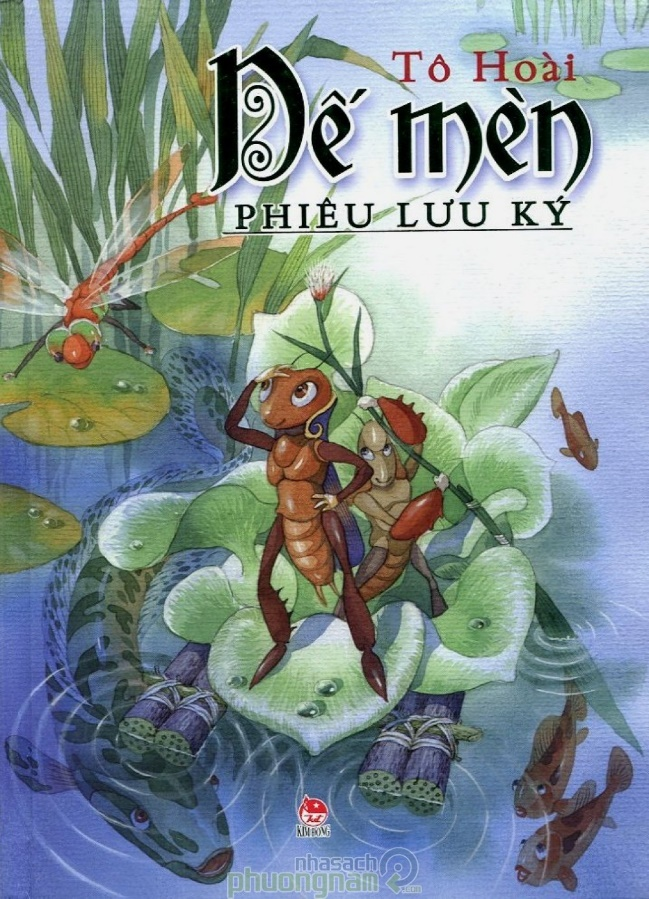 Tô Hoài
Dế mèn
PHIÊU LƯU KÝ
KIM ĐỒNG
nhasach
phuongnam
.com